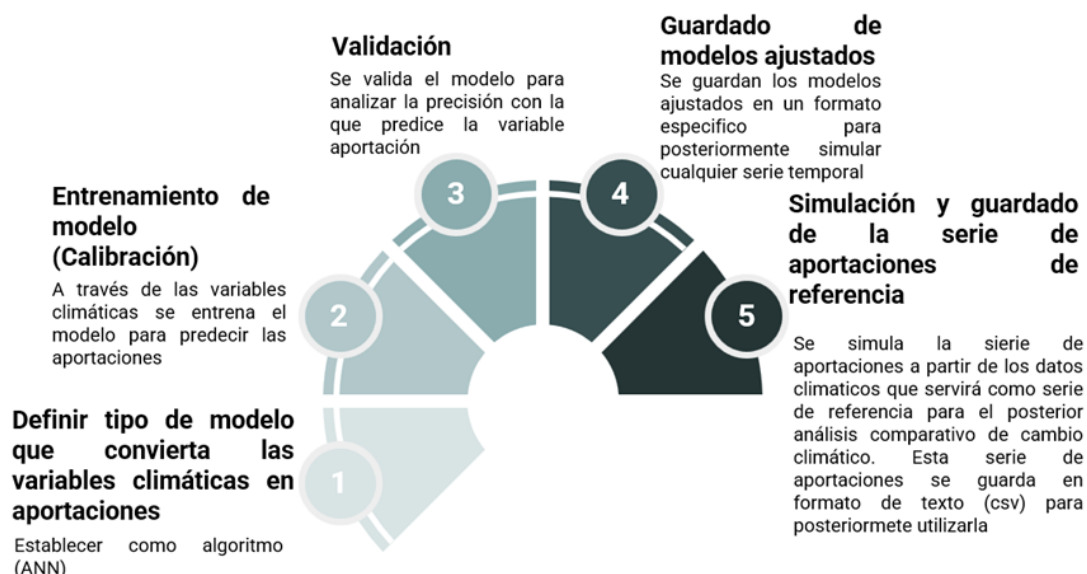 Definir tipo de modelo
que convierta las
variables climáticas en
aportaciones
Establecer como algoritmo
(ANN)
1
Entrenamiento de
modelo
(Calibración)
A través de las variables
climáticas se entrena el
modelo para predecir las
aportaciones
2
Validación
Se valida el modelo para
analizar la precisión con la
que predice la variable
aportación
3
Guardado de
modelos ajustados
Se guardan los modelos
ajustados en un formato
especifico para
posteriormente simular
cualquier serie temporal
4
Simulación y guardado
de la serie de
aportaciones de
referencia
Se simula la sierie de
aportaciones a partir de los datos
climaticos que servirá como serie
de referencia para el posterior
análisis comparativo de cambio
climático. Esta serie de
aportaciones se guarda en
formato de texto (csv) para
posteriormete utilizarla
5